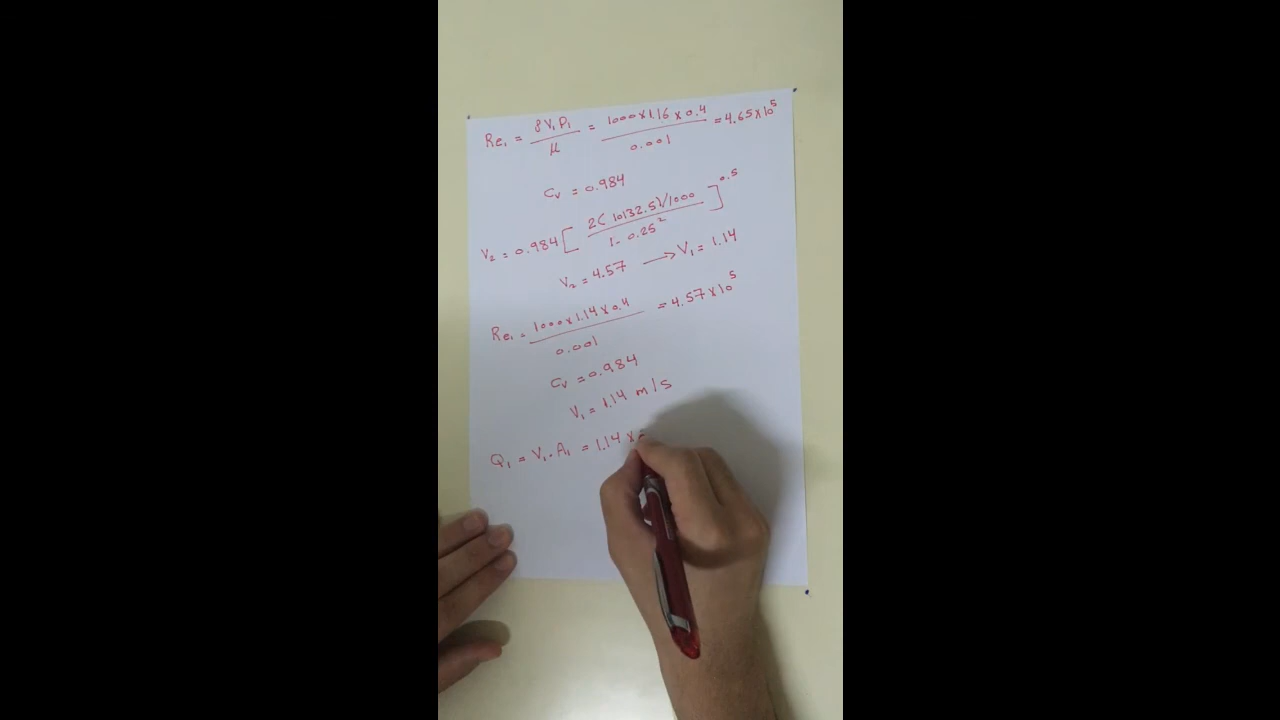 Re₁ = ρV₁D₁/μ = 1000×1.16×0.4/0.001 = 4.65×10⁵
Cv = 0.984
V₂ = 0.984[2(10132.5)/1000/1-0.25²]^0.5
V₂ = 4.57 → V₁ = 1.14
Re₁ = 1000×1.14×0.4/0.001 = 4.57×10⁵
Cv = 0.984
V₁ = 1.14 m/s
Q₁ = V₁.A₁ = 1.14 ×